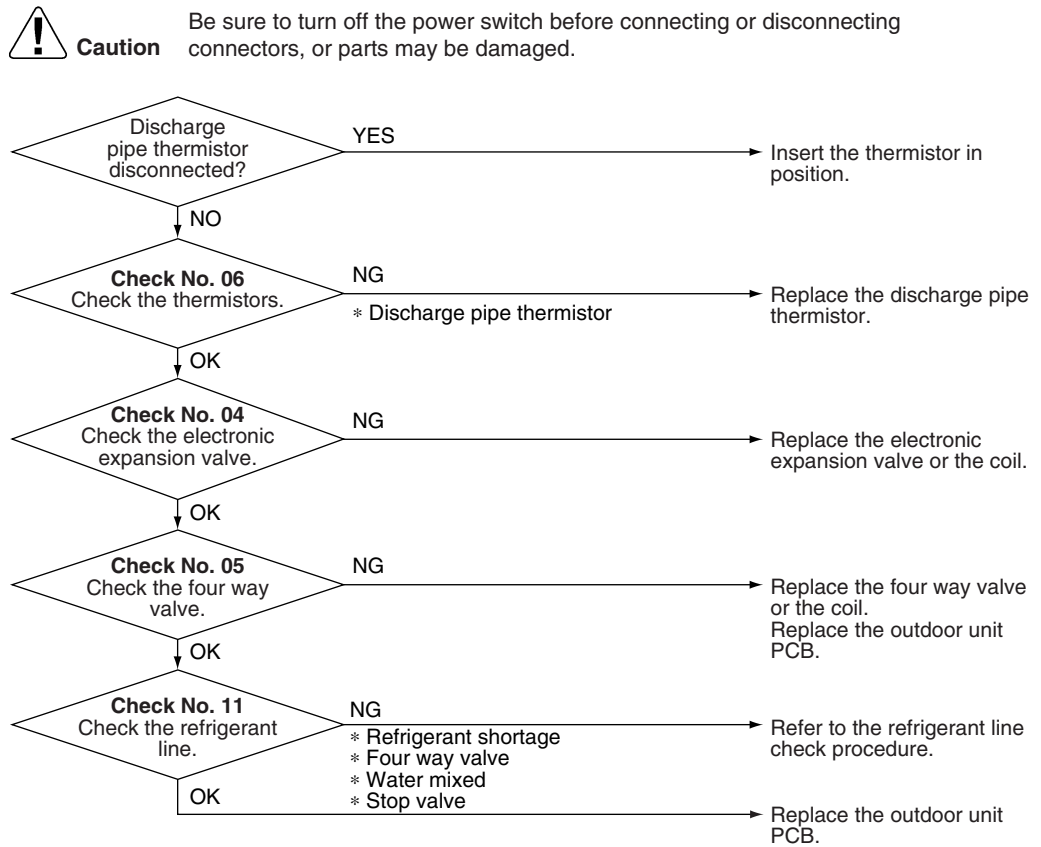 Caution
Be sure to turn off the power switch before connecting or disconnecting
connectors, or parts may be damaged.
Discharge
pipe thermistor
disconnected?
YES
Insert the thermistor in
position.
NO
Check No. 06
Check the thermistors.
NG
* Discharge pipe thermistor
Replace the discharge pipe
thermistor.
OK
Check No. 04
Check the electronic
expansion valve.
NG
Replace the electronic
expansion valve or the coil.
OK
Check No. 05
Check the four way
valve.
NG
Replace the four way valve
or the coil.
Replace the outdoor unit
PCB.
OK
Check No. 11
Check the refrigerant
line.
NG
* Refrigerant shortage
* Four way valve
* Water mixed
* Stop valve
Refer to the refrigerant line
check procedure.
OK
Replace the outdoor unit
PCB.